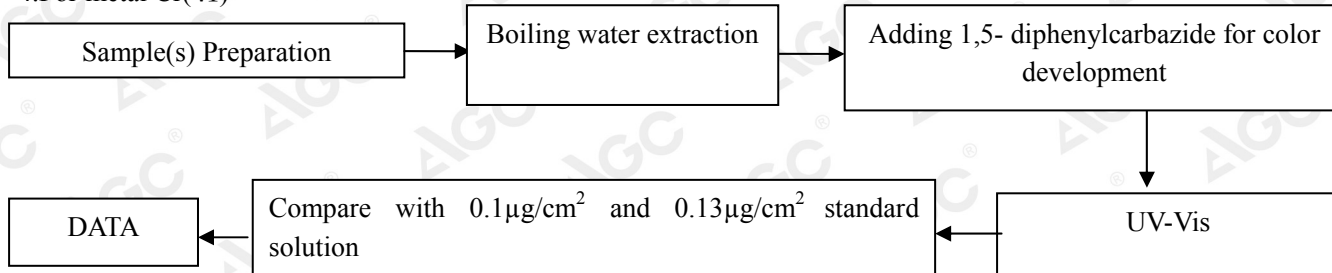 Sample(s) Preparation
Boiling water extraction
Adding 1,5- diphenylcarbazide for color
development
UV-Vis
Compare with 0.1µg/cm² and 0.13µg/cm² standard
solution
DATA
AGC